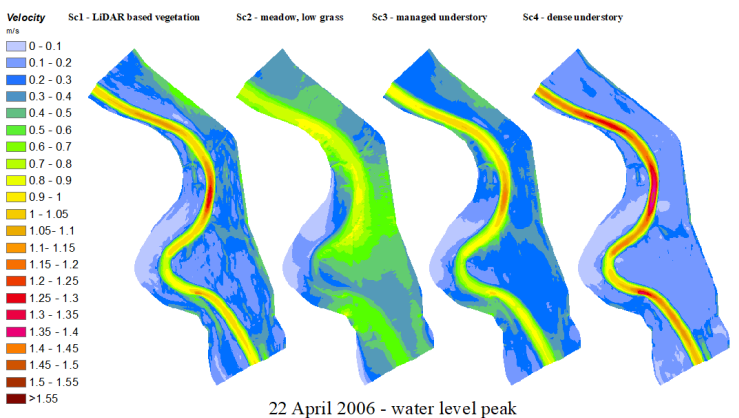 Velocity
m/s
Sc1 - LiDAR based vegetation
Sc2 - meadow, low grass
Sc3 - managed understory
Sc4 - dense understory
0 - 0.1
0.1 - 0.2
0.2 - 0.3
0.3 - 0.4
0.4 - 0.5
0.5 - 0.6
0.6 - 0.7
0.7 - 0.8
0.8 - 0.9
0.9 - 1
1 - 1.05
1.05- 1.1
1.1- 1.15
1.15 - 1.2
1.2 - 1.25
1.25 - 1.3
1.3 - 1.35
1.35 - 1.4
1.4 - 1.45
1.45 - 1.5
1.5 - 1.55
>1.55
22 April 2006 - water level peak